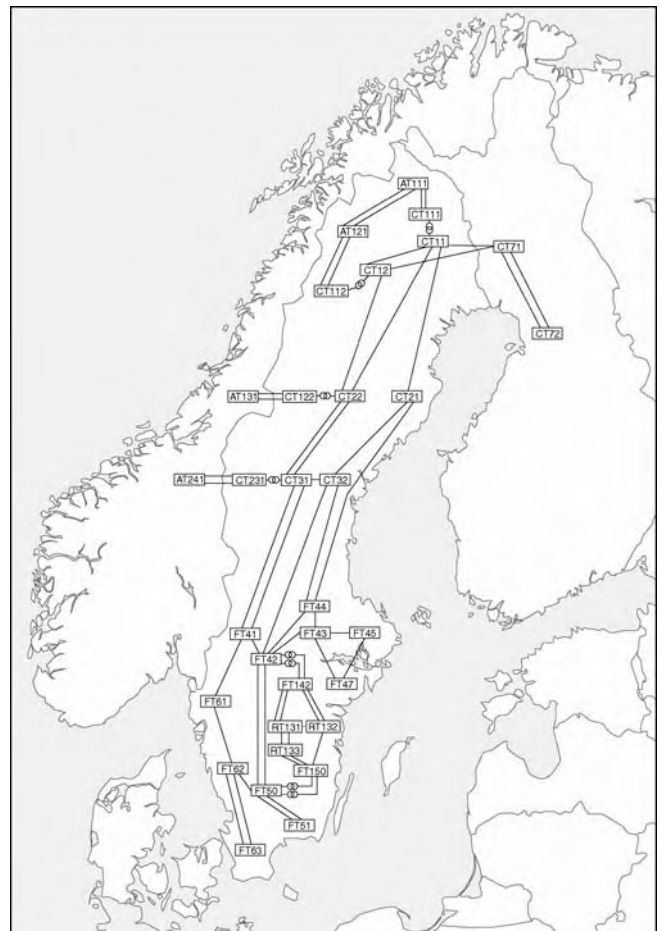 AT111
CT111
AT121
CT11
CT71
CT12
CT112
CT72
AT131
CT122
CT22
CT21
AT241
CT231
CT31
CT32
FT44
FT41
FT43
FT45
FT42
FT142
FT47
FT61
RT131
RT132
RT133
FT62
FT150
FT50
FT51
FT63